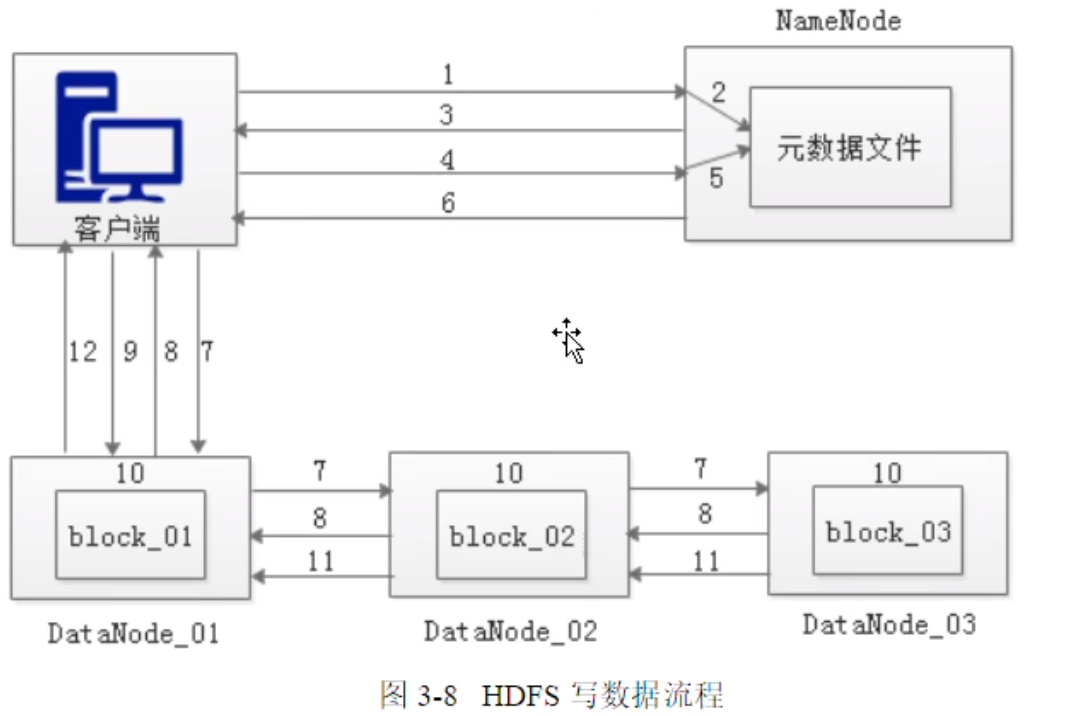 NameNode
1
2
3
元数据文件
4
5
6
客户端
12
9
8
7
10
7
10
7
10
block_01
8
block_02
8
block_03
11
11
DataNode_01
DataNode_02
DataNode_03
图 3-8 HDFS 写数据流程